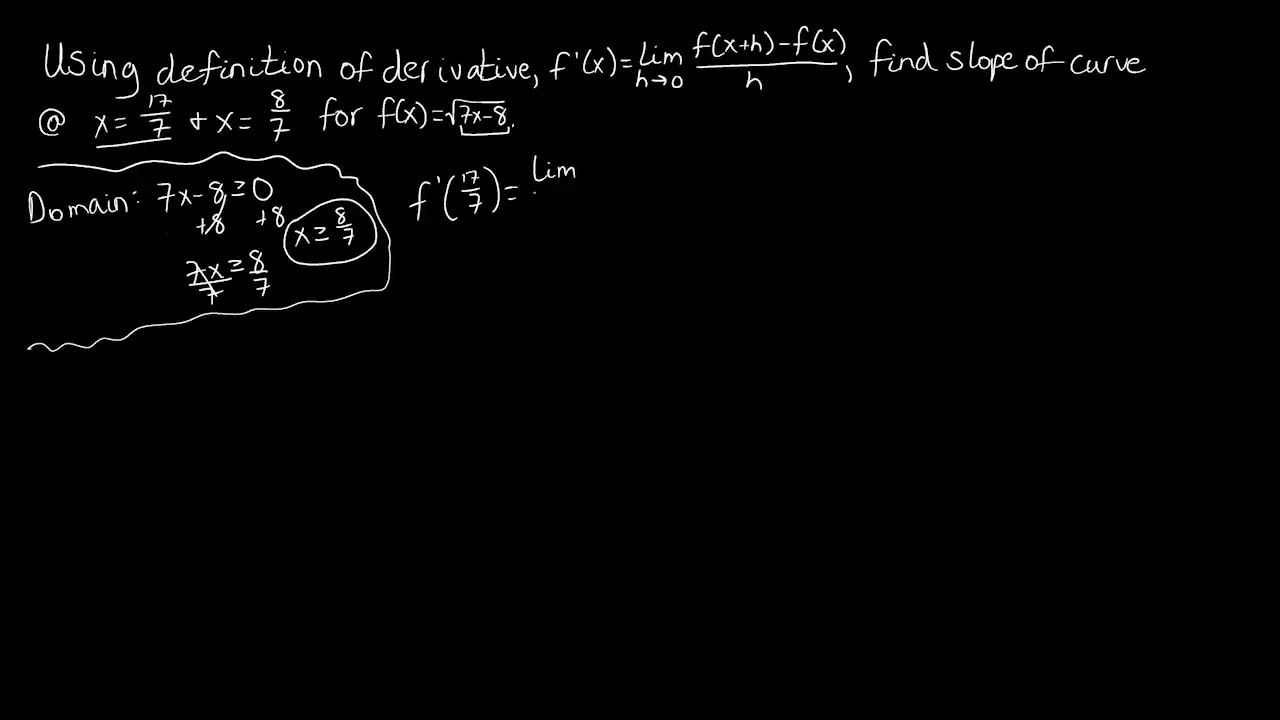 Using definition of derivative, f'(x) = lim h→0 f(x+h) - f(x) / h, find slope of curve
@ x = 17/7 + x = 8/7 for f(x) = √7x-8.
Domain: 7x - 8 ≥ 0
+8 +8
x ≥ 8/7
7x/7 ≥ 8/7
f'(17/7) = lim